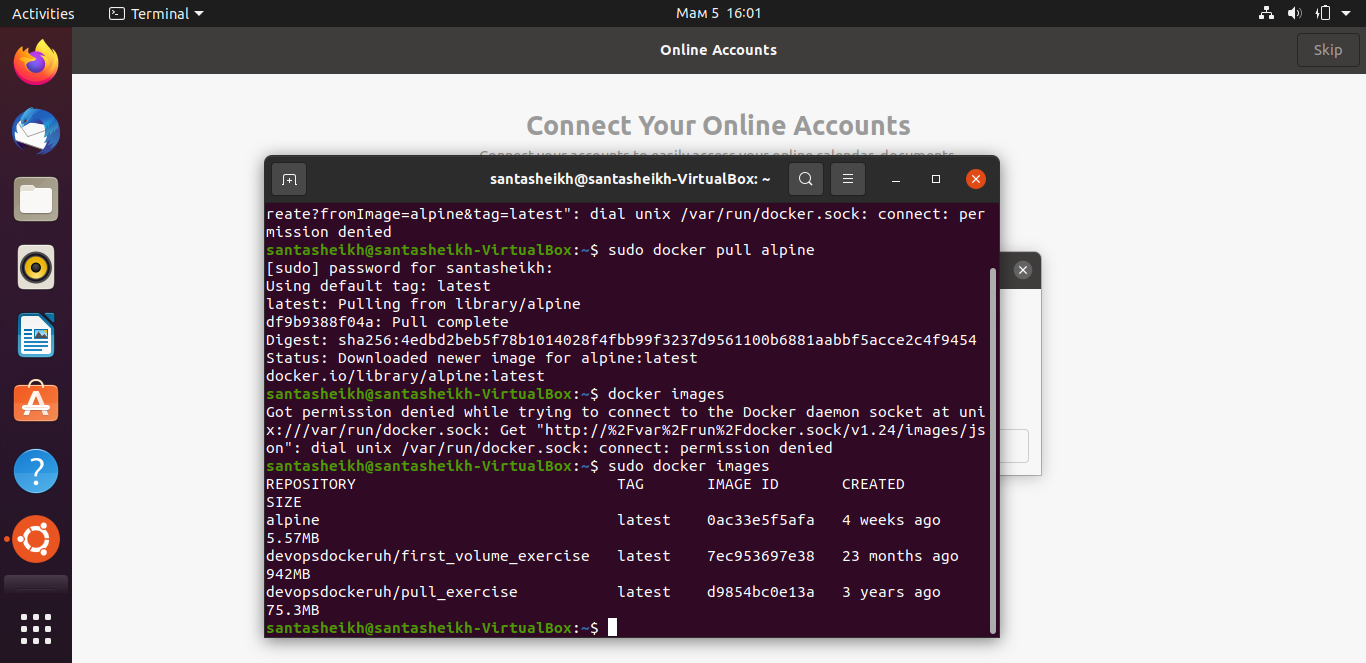 Activities
Terminal
Мам 5 16:01
Online Accounts
Skip
Connect Your Online Accounts
Connect your accounts to easily access your online calendar, documents,
santasheikh@santasheikh-VirtualBox: ~
reate?fromImage=alpine&tag=latest": dial unix /var/run/docker.sock: connect: per
mission denied
santasheikh@santasheikh-VirtualBox:~$ sudo docker pull alpine
[sudo] password for santasheikh:
Using default tag: latest
latest: Pulling from library/alpine
df9b9388f04a: Pull complete
Digest: sha256:4edbd2beb5f78b1014028f4fbb99f3237d9561100b6881aabbf5acce2c4f9454
Status: Downloaded newer image for alpine:latest
docker.io/library/alpine:latest
santasheikh@santasheikh-VirtualBox:~$ docker images
Got permission denied while trying to connect to the Docker daemon socket at uni
x:///var/run/docker.sock: Get "http://%2Fvar%2Frun%2Fdocker.sock/v1.24/images/js
on": dial unix /var/run/docker.sock: connect: permission denied
santasheikh@santasheikh-VirtualBox:~$ sudo docker images
REPOSITORY TAG IMAGE ID CREATED
SIZE
alpine latest 0ac33e5f5afa 4 weeks ago
5.57MB
devopsdockeruh/first_volume_exercise latest 7ec953697e38 23 months ago
942MB
devopsdockeruh/pull_exercise latest d9854bc0e13a 3 years ago
75.3MB
santasheikh@santasheikh-VirtualBox:~$